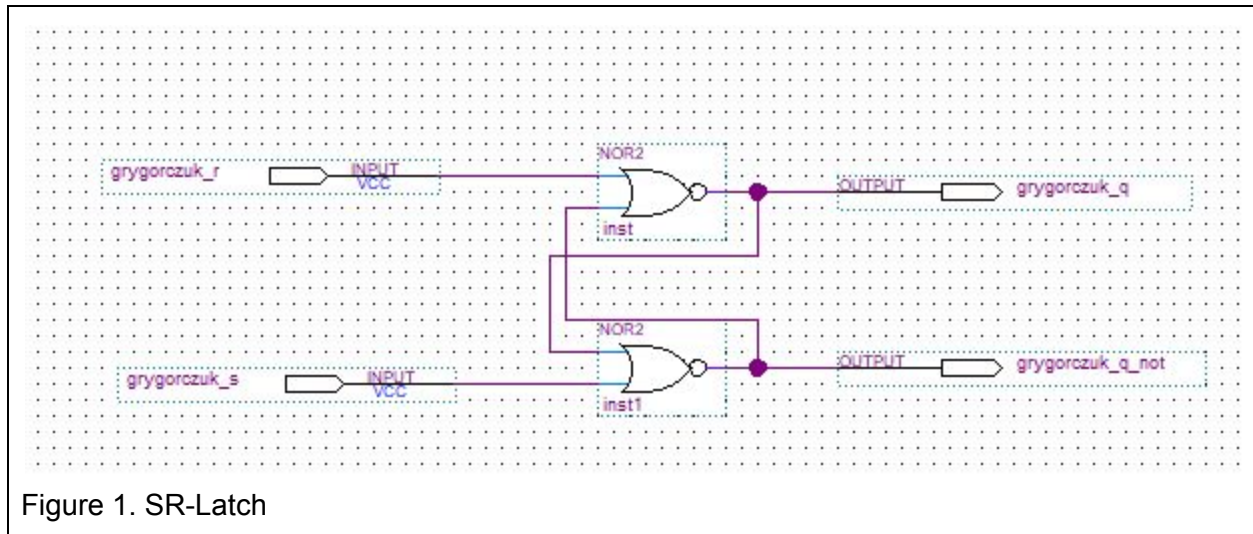 NOR2
grygorczuk_r INPUT VCC OUTPUT grygorczuk_q
inst
NOR2
grygorczuk_s INPUT VCC OUTPUT grygorczuk_q_not
inst1
Figure 1. SR-Latch